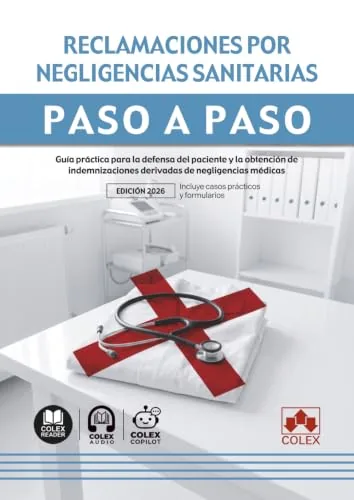 RECLAMACIONES POR
NEGLIGENCIAS SANITARIAS
PASO A PASO
Guía práctica para la defensa del paciente y la obtención de
indemnizaciones derivadas de negligencias médicas
EDICIÓN 2026
Incluye casos prácticos
y formularios
COLEX
READER
COLEX
AUDIO
COLEX
COPILOT
COLEX